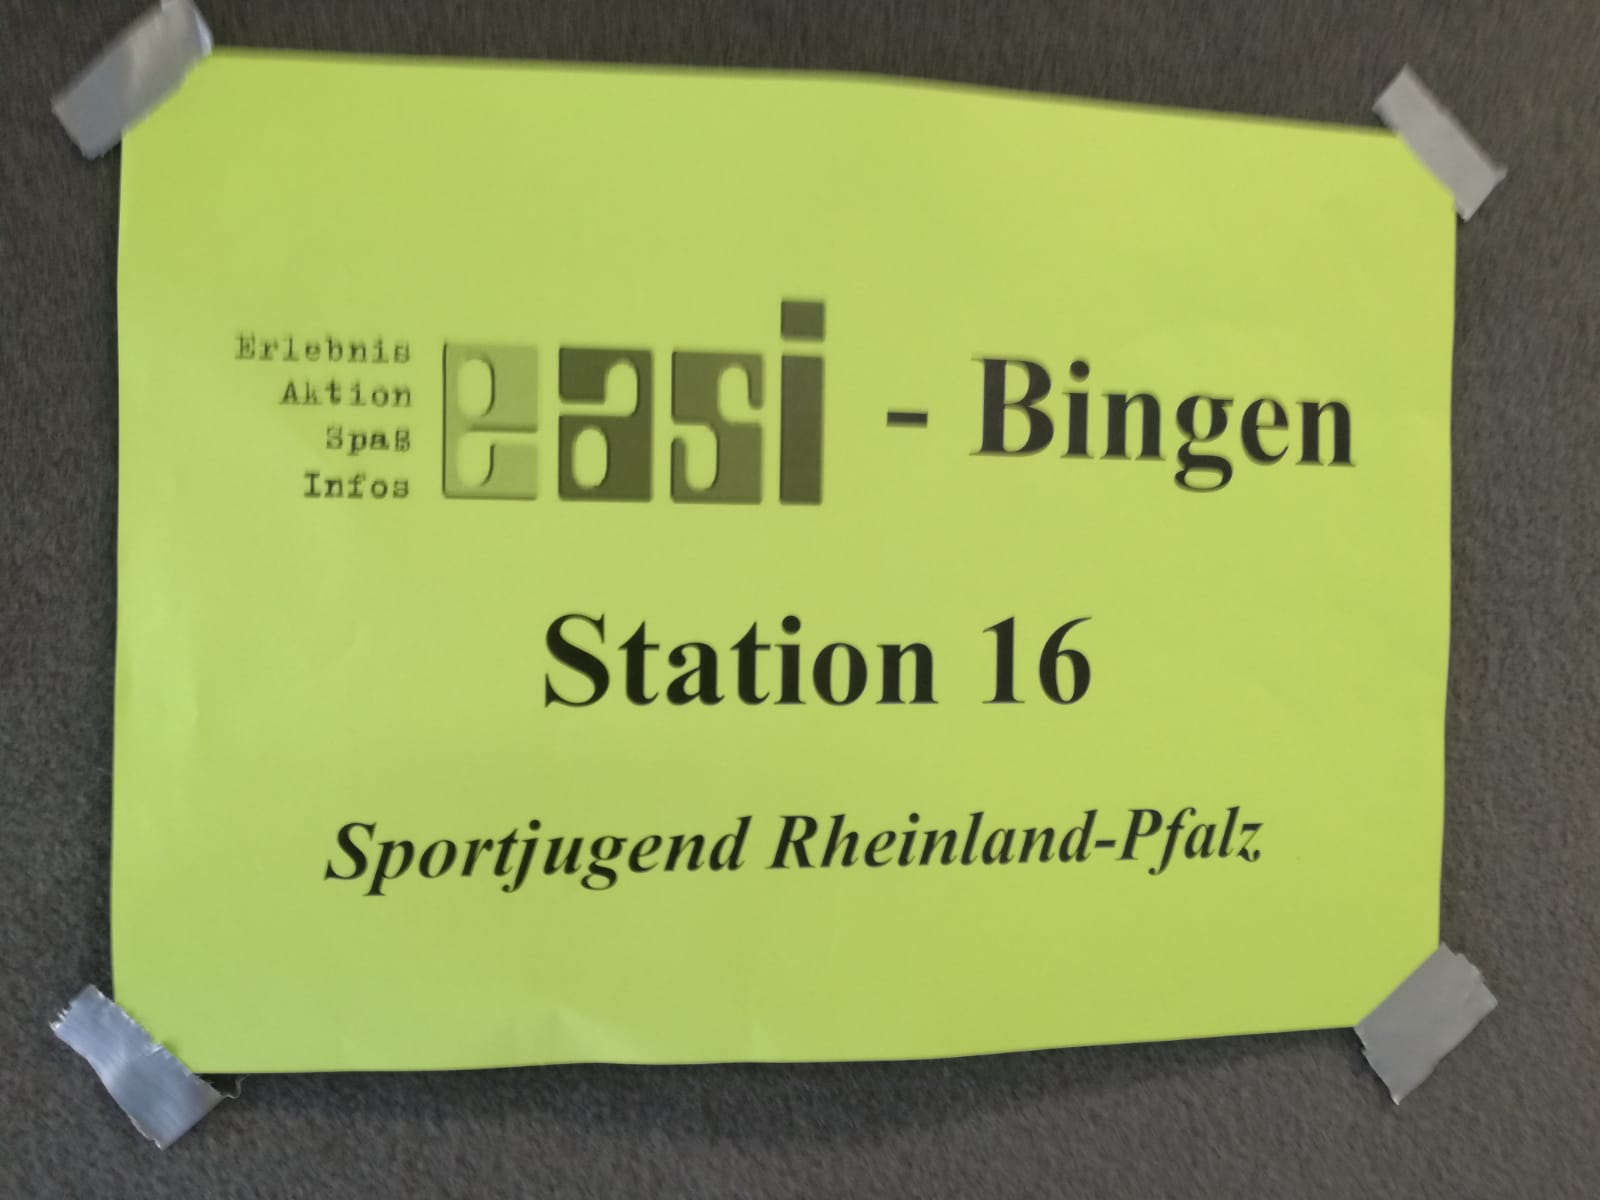 Erlebnis
Aktion
Spaß
Infos
easi - Bingen
Station 16
Sportjugend Rheinland-Pfalz